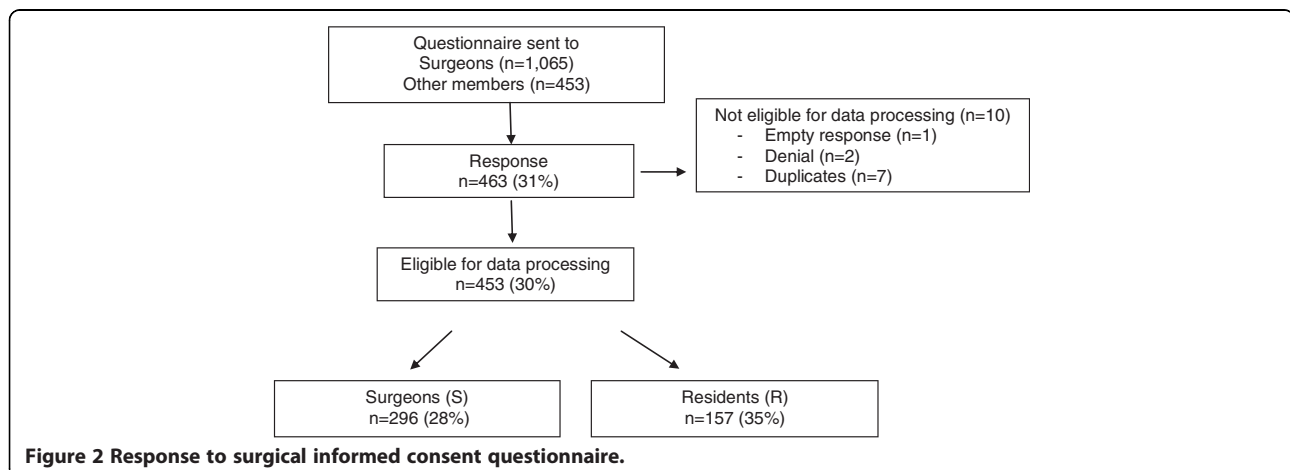 Questionnaire sent to
Surgeons (n=1,065)
Other members (n=453)
Not eligible for data processing (n=10)
- Empty response (n=1)
- Denial (n=2)
- Duplicates (n=7)
Response
n=463 (31%)
Eligible for data processing
n=453 (30%)
Surgeons (S)
n=296 (28%)
Residents (R)
n=157 (35%)
Figure 2 Response to surgical informed consent questionnaire.